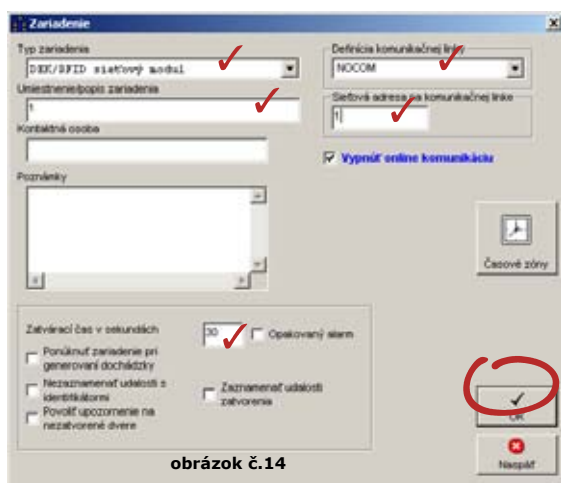 Zariadenie
Typ zariadenia
DEK/RFID sieťový modul
Definícia komunikačnej linky
NOCOM
Umiestnenie/popis zariadenia
1
Sieťová adresa na komunikačnej linke
1
Kontaktná osoba
Vypnúť online komunikáciu
Poznámky
Časové zóny
Zatvárací čas v sekundách
30
Opakovaný alarm
Ponúknuť zariadenie pri
generovaní dochádzky
Nezaznamenať udalosti s
identifikátormi
Zaznamenať udalosti
zatvorenia
Povoliť upozornenie na
nezatvorené dvere
OK
Naspäť
obrázok č.14